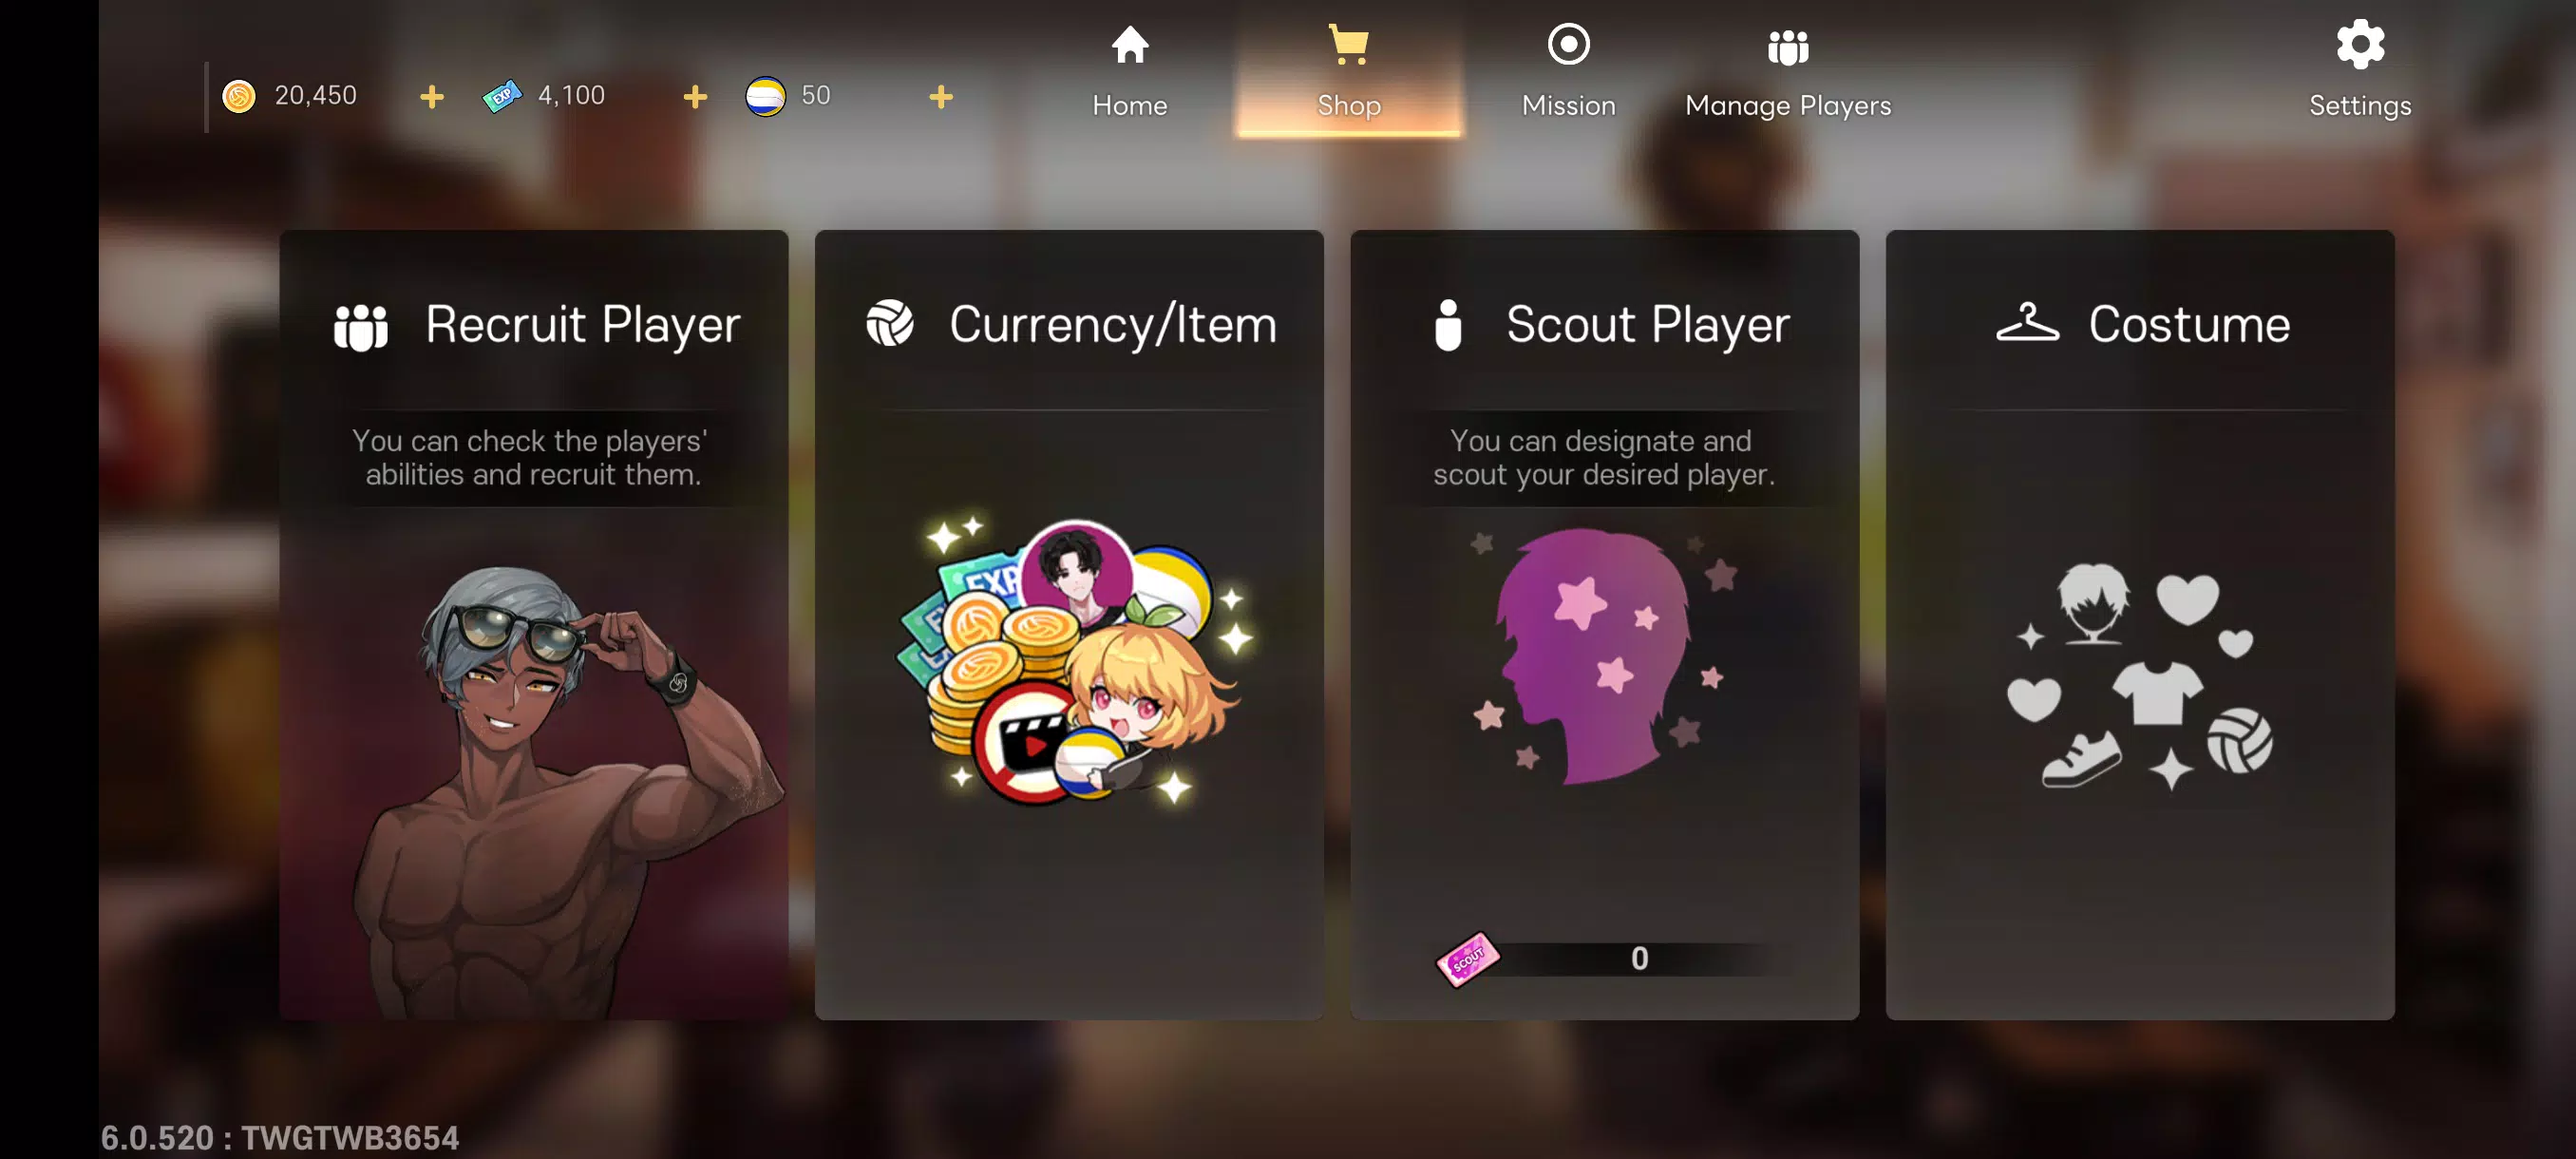 20,450
EXP
4,100
50
Home
Shop
Mission
Manage Players
Settings
Recruit Player
You can check the players'
abilities and recruit them.
Currency/Item
EXP
Scout Player
You can designate and
scout your desired player.
SCOUT
0
Costume
6.0.520 : TWGTWB3654